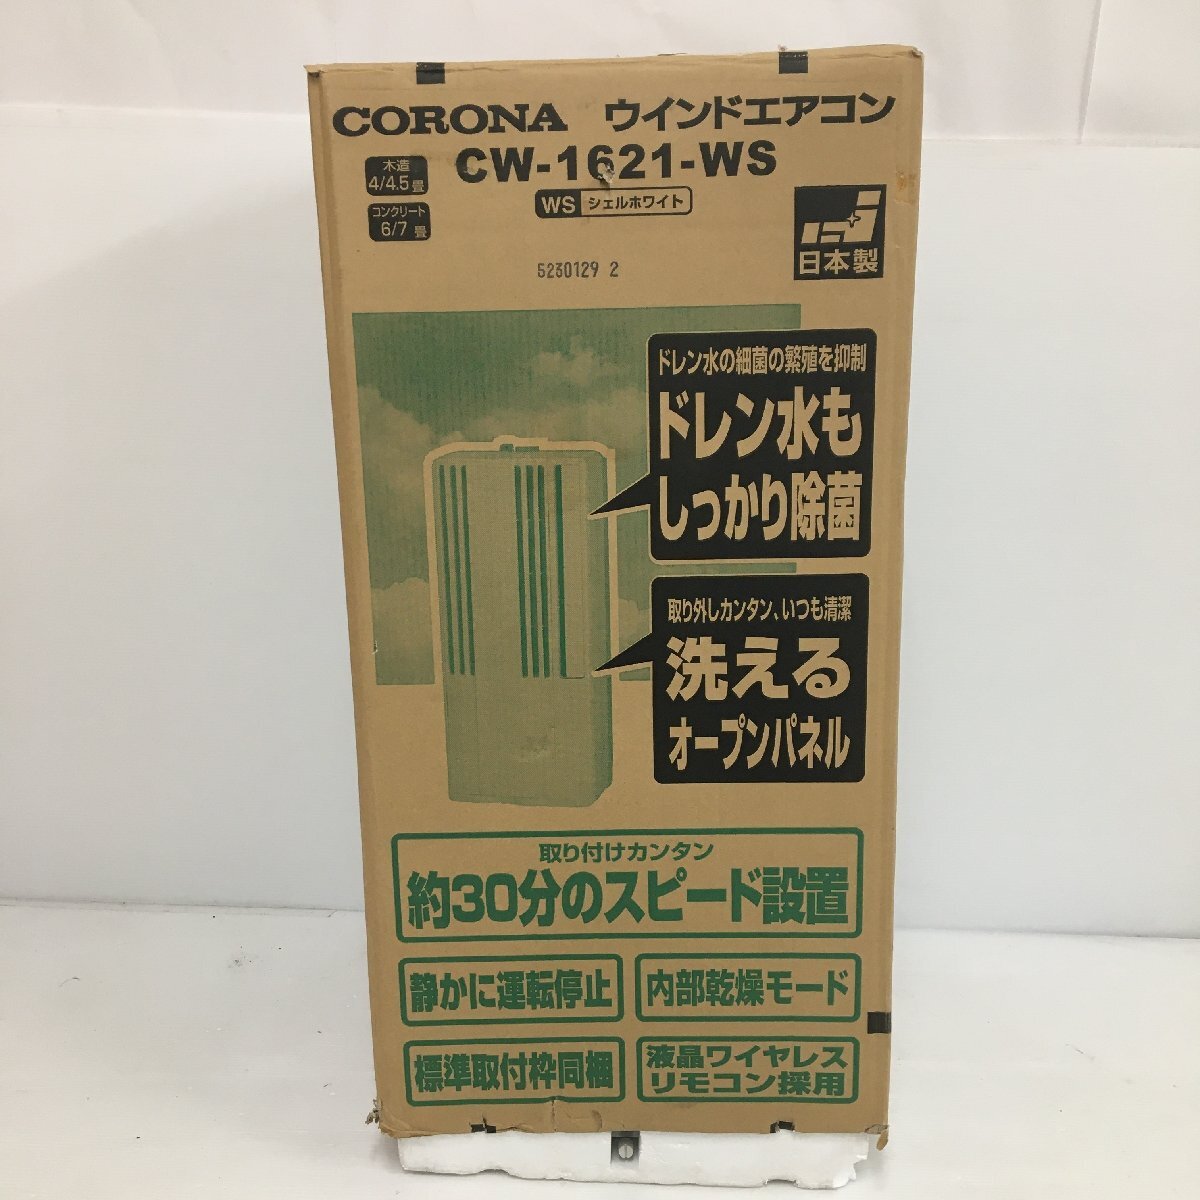 CORONA ウインドエアコン
CW-1621-WS
木造
4/4.5畳
コンクリート
6/7畳
WS シェルホワイト
日本製
5230129 2
ドレン水の細菌の繁殖を抑制
ドレン水も
しっかり除菌
取り外しカンタン、いつも清潔
洗える
オープンパネル
取り付けカンタン
約30分のスピード設置
静かに運転停止
内部乾燥モード
標準取付枠同梱
液晶ワイヤレス
リモコン採用